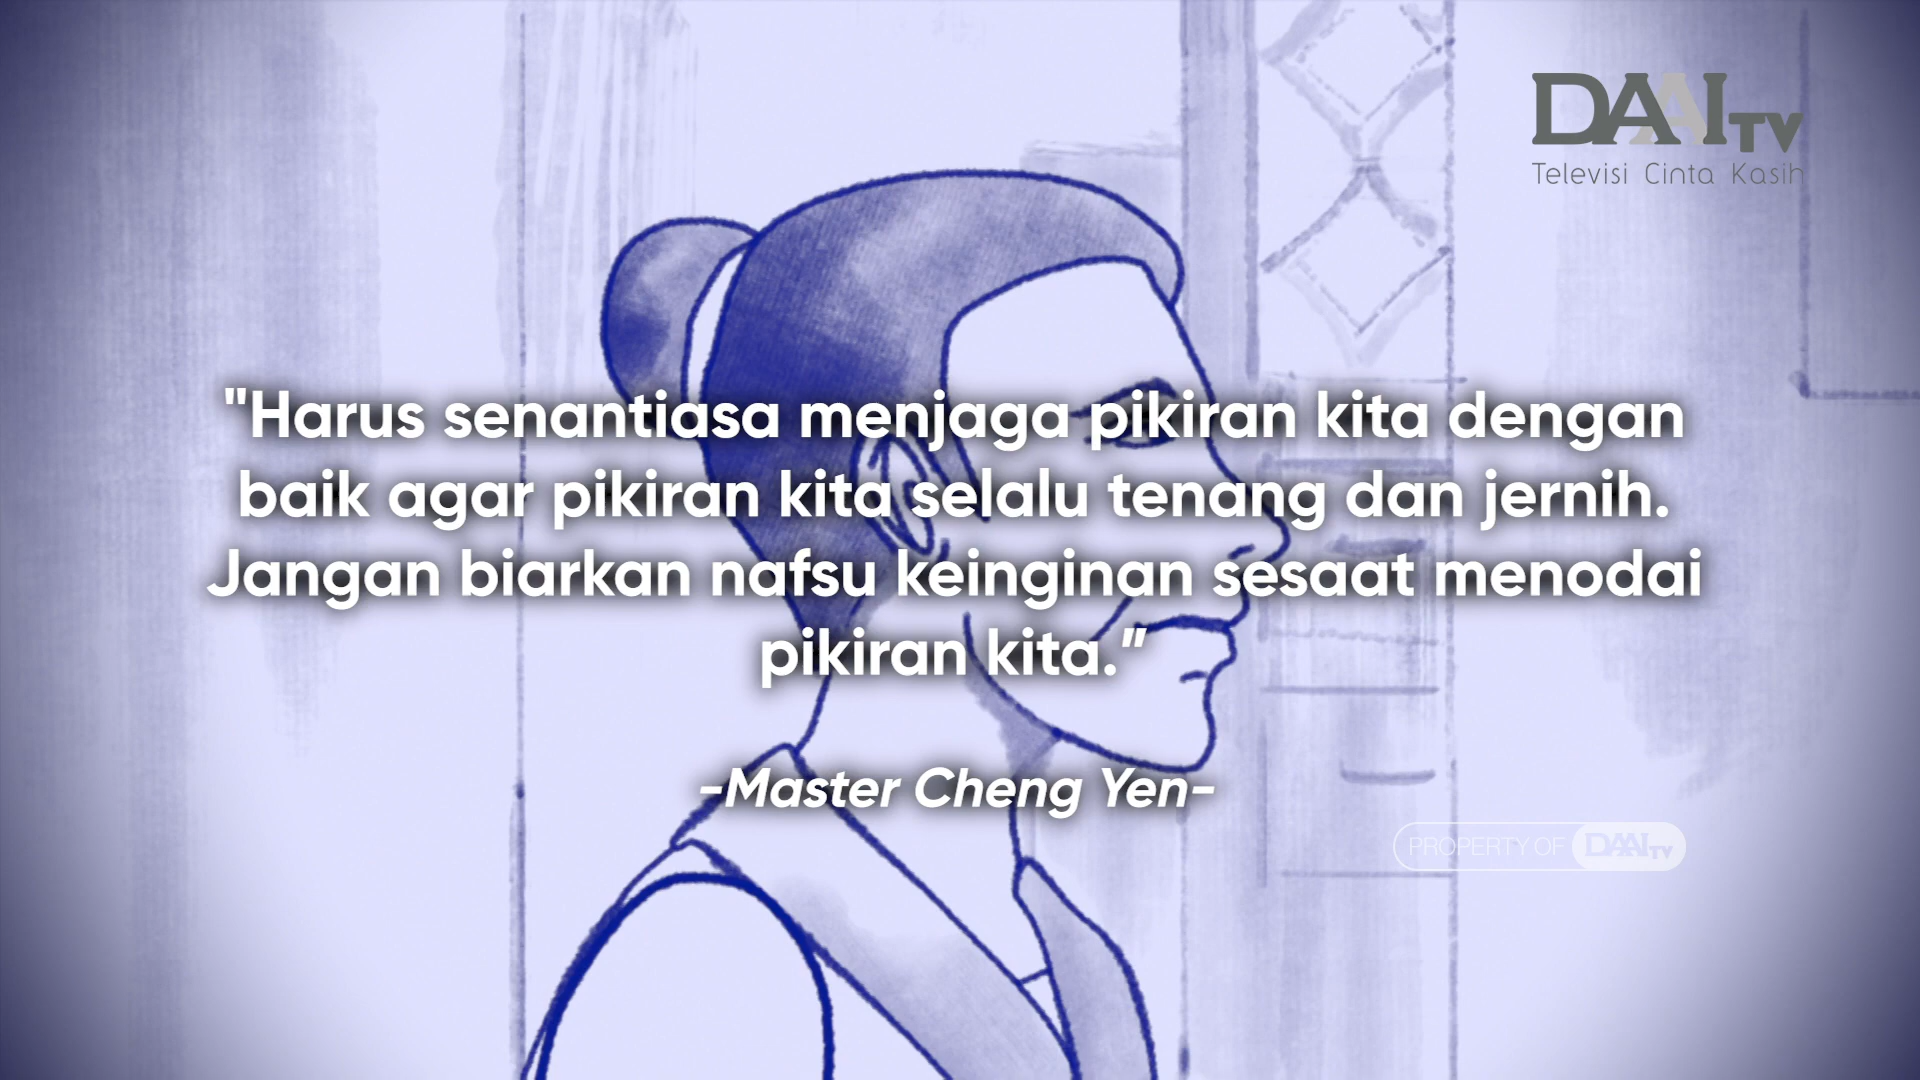 DAAI TV
Televisi Cinta Kasih
"Harus senantiasa menjaga pikiran kita dengan
baik agar pikiran kita selalu tenang dan jernih.
Jangan biarkan nafsu keinginan sesaat menodai
pikiran kita.”
-Master Cheng Yen-
PROPERTY OF DAAI TV